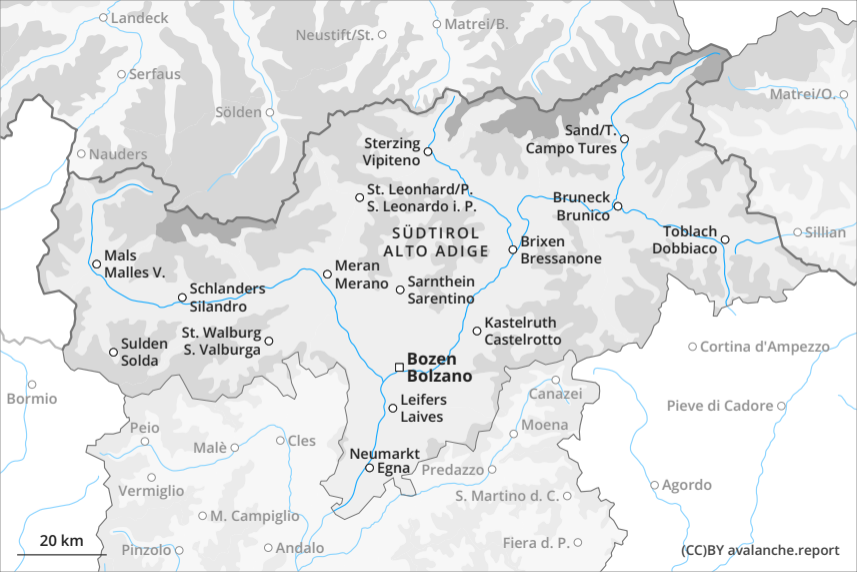 Landeck
Matrei/B.
Neustift/St.
Serfaus
Matrei/O.
Sölden
Sand/T.
Campo Tures
Sterzing
Vipiteno
Nauders
St. Leonhard/P.
S. Leonardo i. P.
Bruneck
Brunico
SÜDTIROL
ALTO ADIGE
Toblach
Dobbiaco
Sillian
Brixen
Bressanone
Mals
Malles V.
Meran
Merano
Schlanders
Silandro
Sarnthein
Sarentino
Kastelruth
Castelrotto
St. Walburg
S. Valburga
Sulden
Solda
Cortina d'Ampezzo
Bozen
Bolzano
Bormio
Canazei
Leifers
Laives
Pieve di Cadore
Moena
Peio
Cles
Malè
Neumarkt
Egna
Predazzo
Vermiglio
Agordo
S. Martino d. C.
M. Campiglio
20 km
Pinzolo
Andalo
Fiera d. P.
(CC)BY avalanche.report